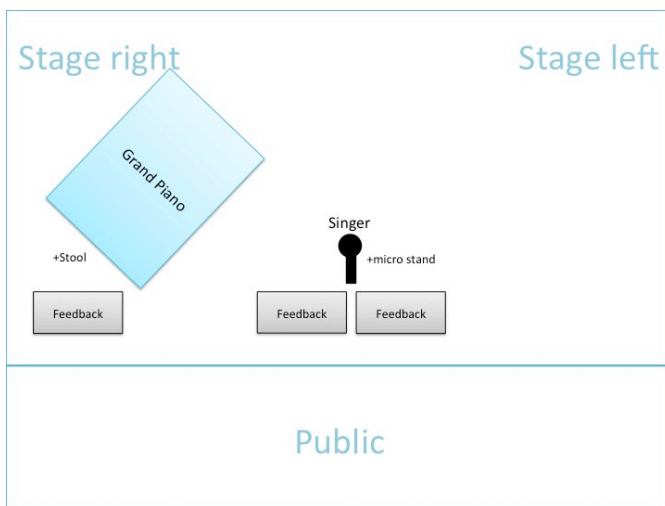 Stage right
Stage left
Grand Piano
Singer
+Stool
+micro stand
Feedback
Feedback
Feedback
Public